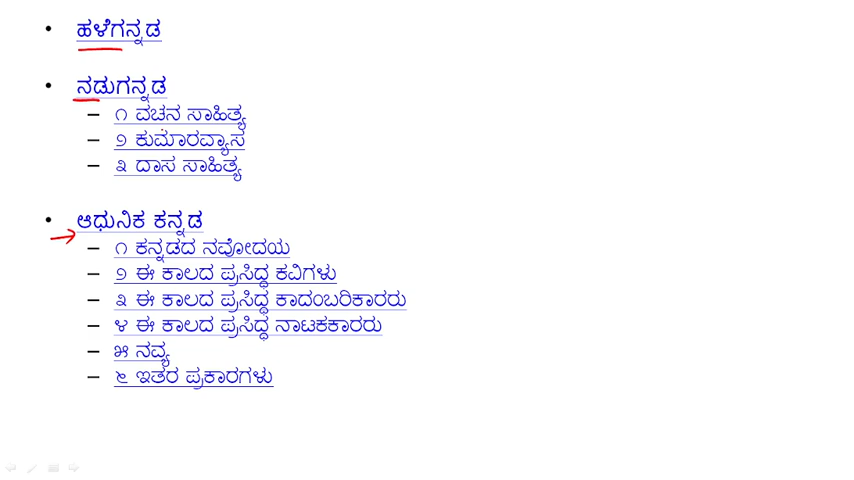 • ಹಳೆಗನ್ನಡ
• ನಡುಗನ್ನಡ
– ೧ ವಚನ ಸಾಹಿತ್ಯ
– ೨ ಕುಮಾರವ್ಯಾಸ
– ೩ ದಾಸ ಸಾಹಿತ್ಯ
• ಆಧುನಿಕ ಕನ್ನಡ
– ೧ ಕನ್ನಡದ ನವೋದಯ
– ೨ ಈ ಕಾಲದ ಪ್ರಸಿದ್ಧ ಕವಿಗಳು
– ೩ ಈ ಕಾಲದ ಪ್ರಸಿದ್ಧ ಕಾದಂಬರಿಕಾರರು
– ೪ ಈ ಕಾಲದ ಪ್ರಸಿದ್ಧ ನಾಟಕಕಾರರು
– ೫ ನವ್ಯ
– ೬ ಇತರ ಪ್ರಕಾರಗಳು